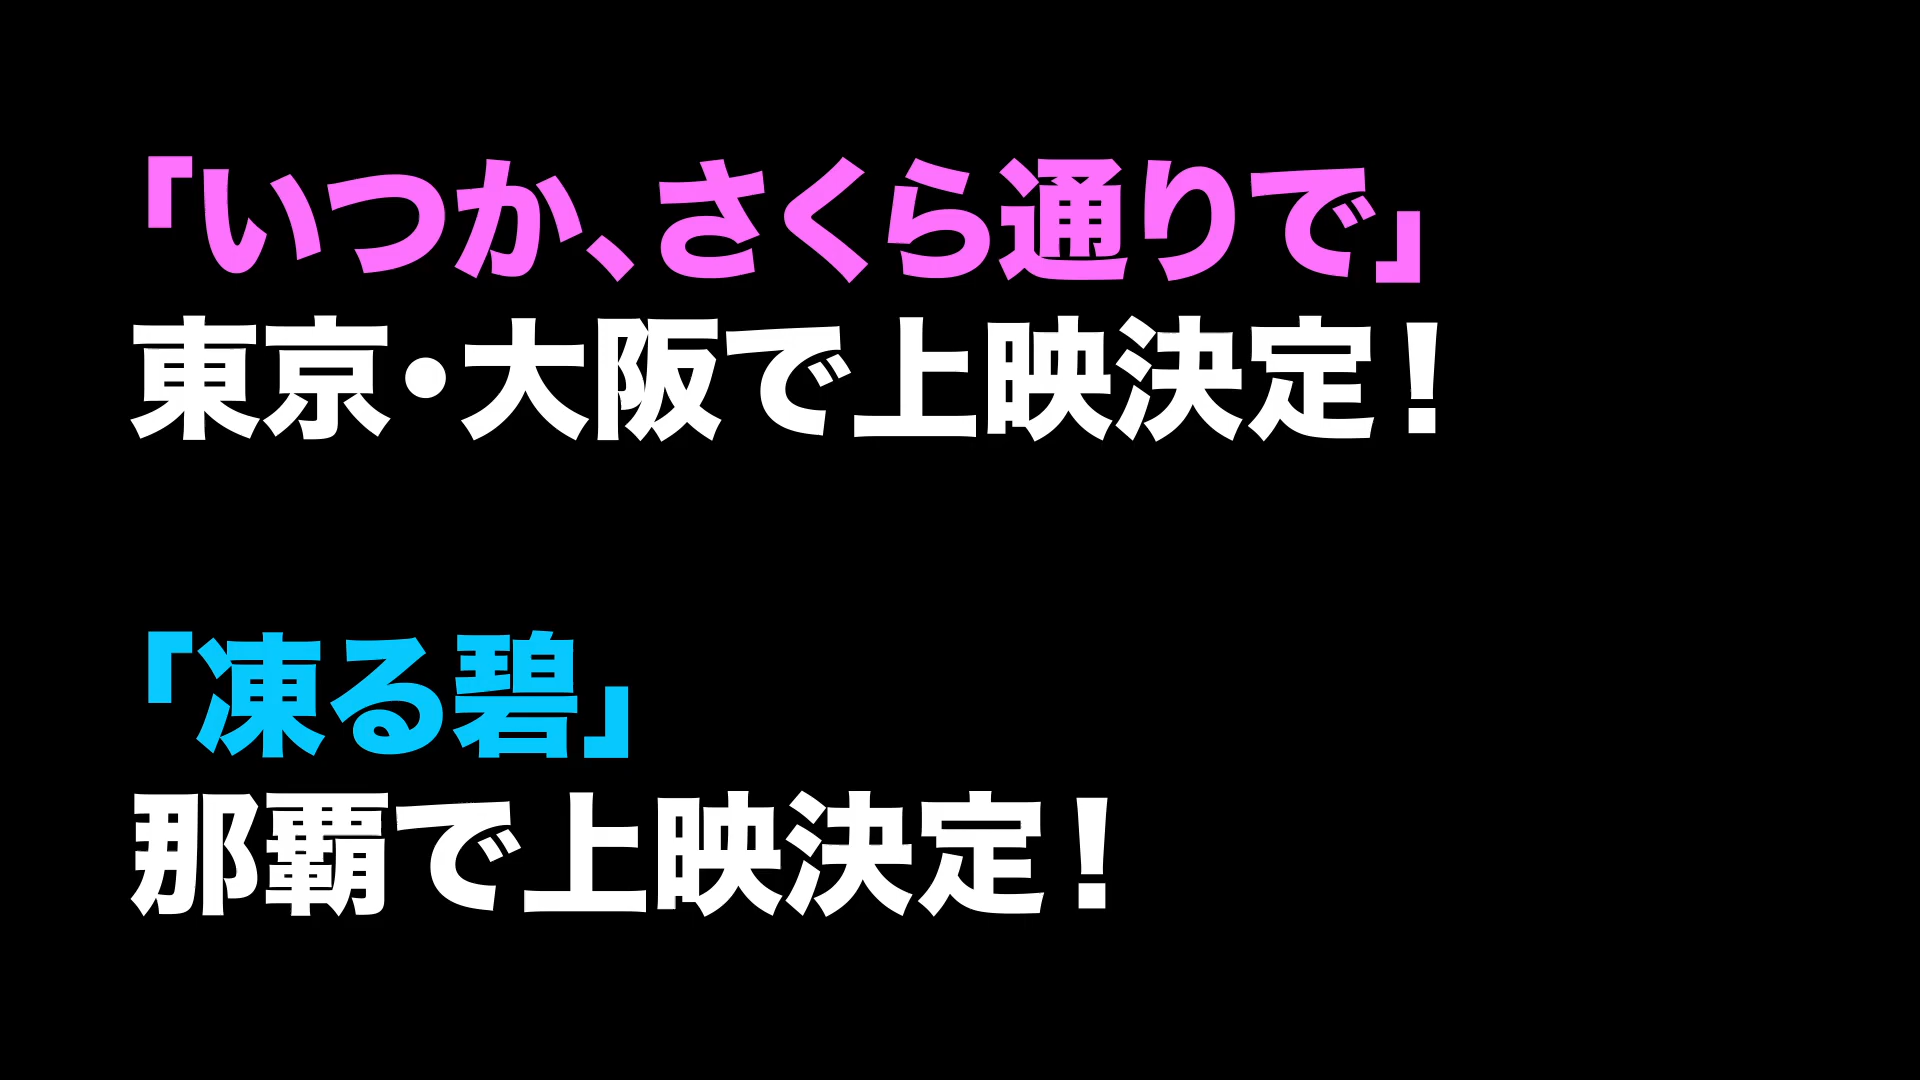 「いつか、さくら通りで」
東京・大阪で上映決定！
「凍る碧」
那覇で上映決定！